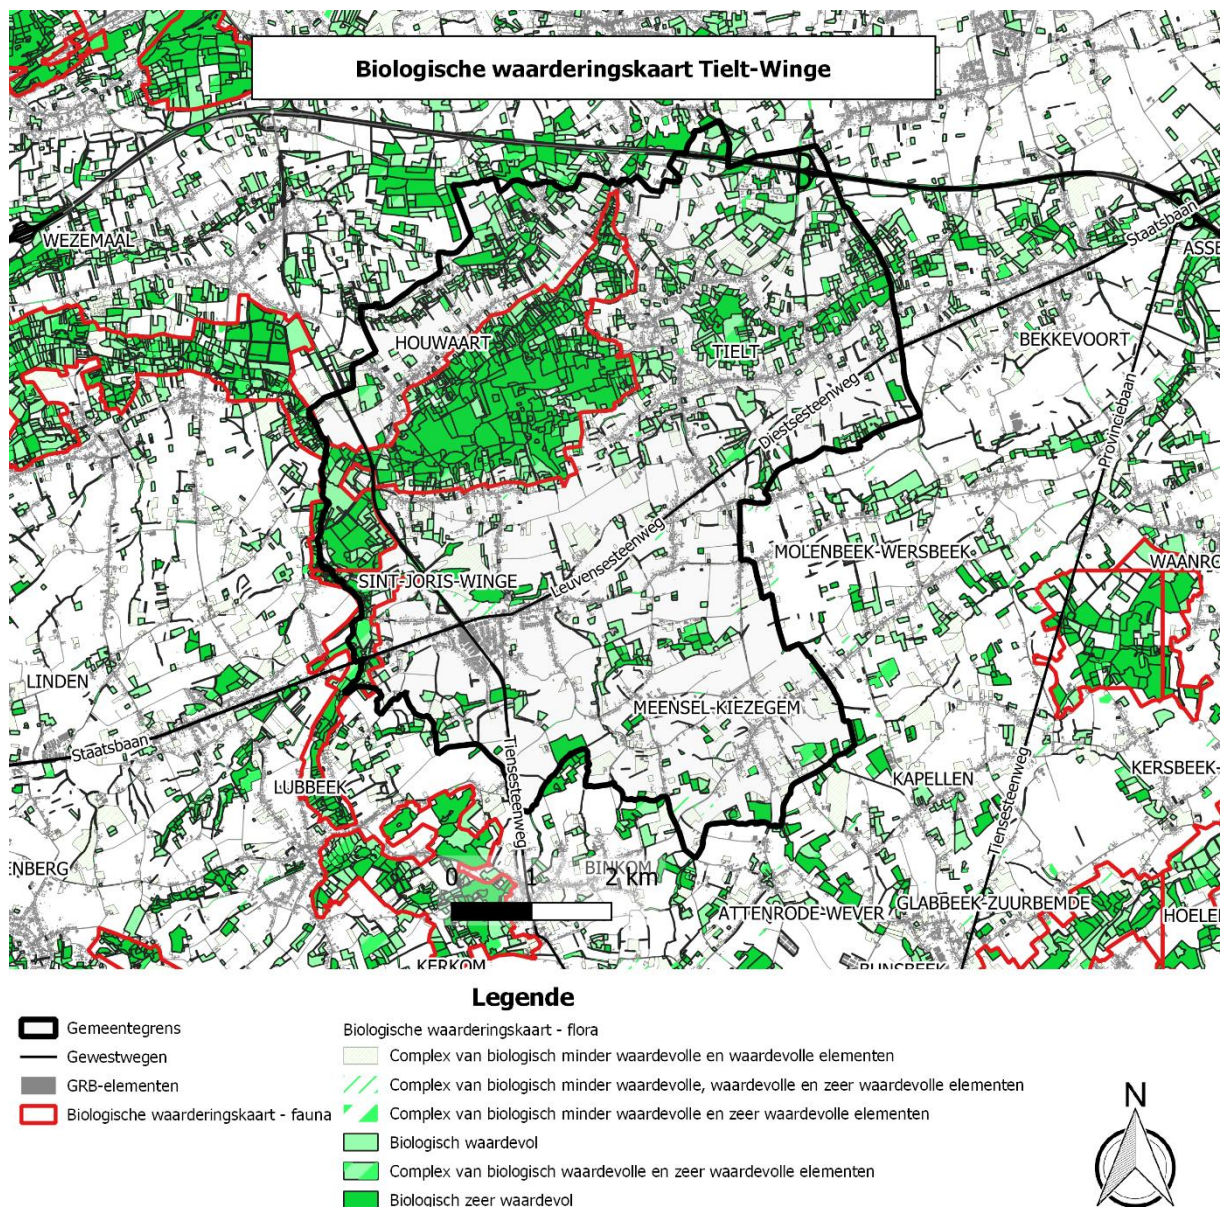 Biologische waarderingskaart Tielt-Winge
WEZEMAAL
Staatsbaan
HOUWAART
TIELT
BEKKEVOORT
Diestsesteenweg
Provinciebaan
MOLENBEEK-WERSBEEK
Leuvensesteenweg
SINT-JORIS-WINGE
LINDEN
MEENSEL-KIEZEGEM
Staatsbaan
Tiensesteenweg
Tiensesteenweg
KAPELLEN
LUBBEEK
BINKOM
0 1 2 km
ATTENRODE-WEVER
GLABBEEK-ZUURBEMDE
KERKOM
Legende
Gemeentegrens
Gewestwegen
GRB-elementen
Biologische waarderingskaart - fauna
Biologische waarderingskaart - flora
Complex van biologisch minder waardevolle en waardevolle elementen
Complex van biologisch minder waardevolle, waardevolle en zeer waardevolle elementen
Complex van biologisch minder waardevolle en zeer waardevolle elementen
Biologisch waardevol
Complex van biologisch waardevolle en zeer waardevolle elementen
Biologisch zeer waardevol
N